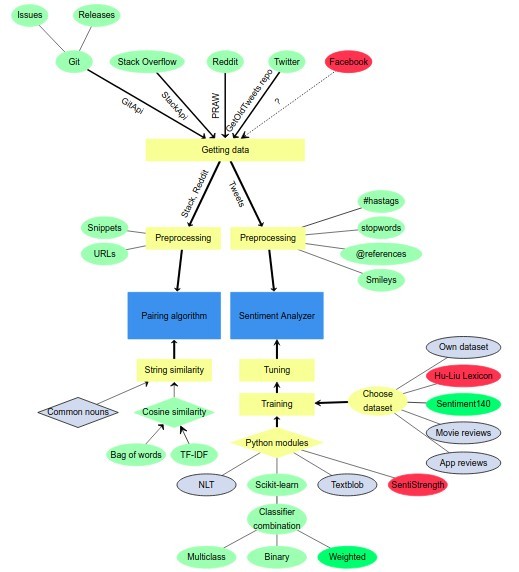 Issues
Releases
Git
Stack Overflow
Reddit
Twitter
Facebook
GitApi
StackApi
PRAW
GetOldTweets repo
?
Getting data
Stack, Reddit
Tweets
#hastags
Snippets
stopwords
Preprocessing
Preprocessing
URLs
@references
Smileys
Pairing algorithm
Sentiment Analyzer
Own dataset
String similarity
Tuning
Hu-Liu Lexicon
Choose
dataset
Common nouns
Cosine similarity
Training
Sentiment140
Movie reviews
Python modules
Bag of words
TF-IDF
App reviews
NLT
Scikit-learn
Textblob
SentiStrength
Classifier
combination
Multiclass
Binary
Weighted